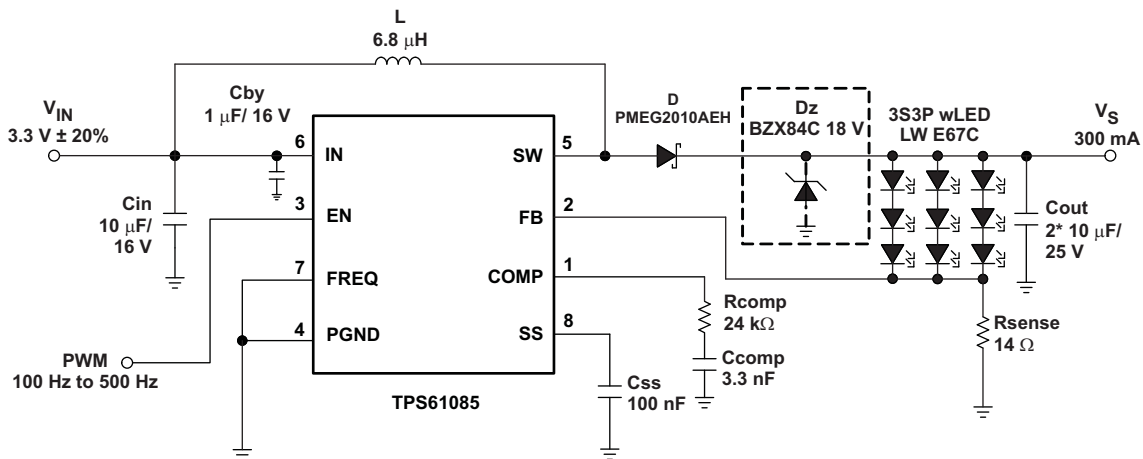 L
6.8 μH
VIN
3.3 V ± 20%
Cby
1 μF/ 16 V
D
PMEG2010AEH
Dz
BZX84C 18 V
3S3P wLED
LW E67C
VS
300 mA
6
IN
SW
5
Cin
10 μF/
16 V
3
EN
FB
2
Cout
2* 10 μF/
25 V
7
FREQ
COMP
1
Rcomp
24 kΩ
4
PGND
SS
8
Rsense
14 Ω
PWM
100 Hz to 500 Hz
Ccomp
3.3 nF
Css
100 nF
TPS61085